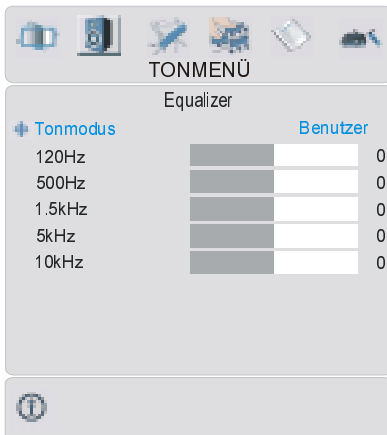 TONMENÜ
Equalizer
Tonmodus Benutzer
120Hz 0
500Hz 0
1.5kHz 0
5kHz 0
10kHz 0